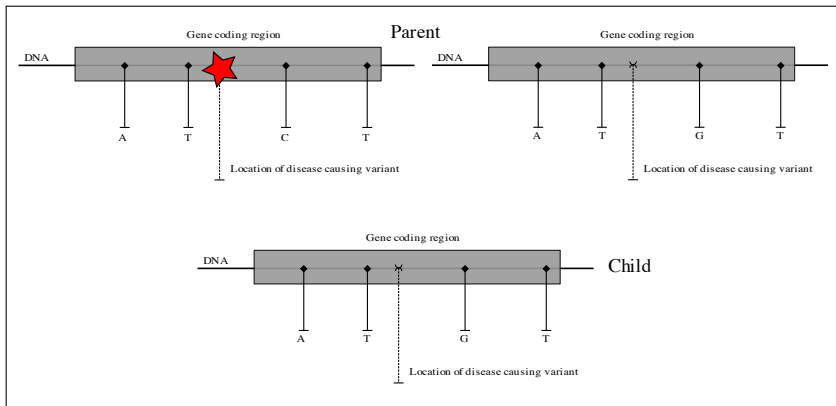 Parent
Gene coding region
DNA
A T C T
Location of disease causing variant
Gene coding region
DNA
A T G T
Location of disease causing variant
Gene coding region
DNA
Child
A T G T
Location of disease causing variant